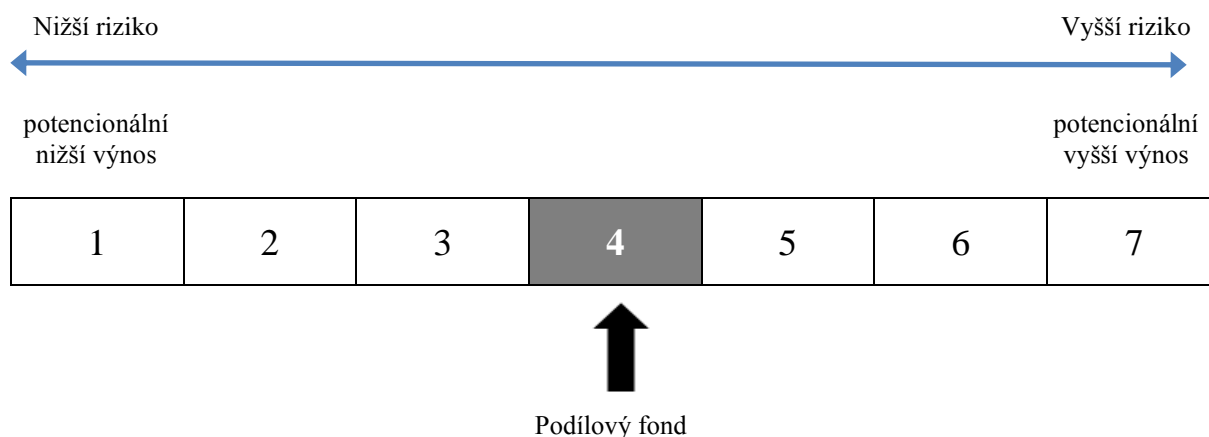 Nižší riziko
Vyšší riziko
potencionální
nižší výnos
potencionální
vyšší výnos
1 2 3 4 5 6 7
Podílový fond